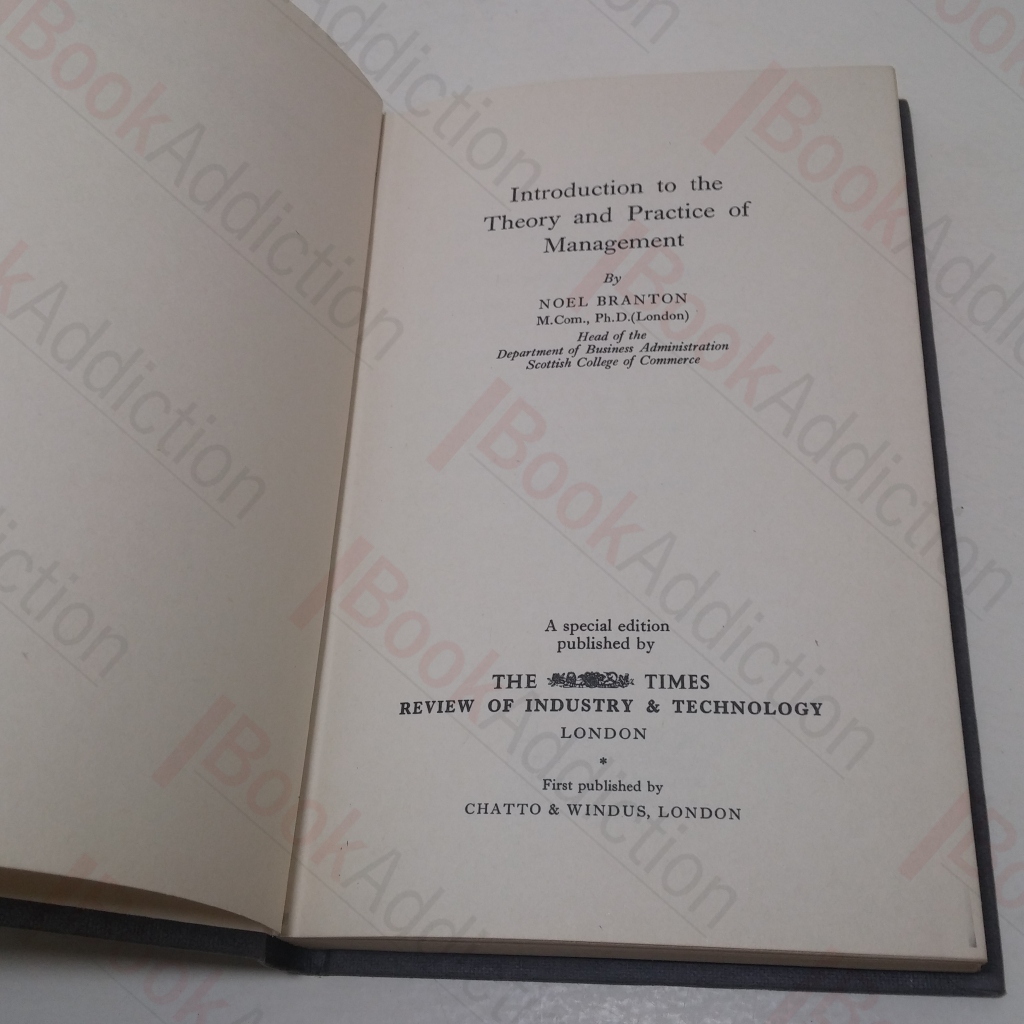 Introduction to the
Theory and Practice of
Management
By
NOEL BRANTON
M.Com., Ph.D.(London)
Head of the
Department of Business Administration
Scottish College of Commerce
A special edition
published by
THE TIMES
REVIEW OF INDUSTRY & TECHNOLOGY
LONDON
*
First published by
CHATTO & WINDUS, LONDON
BookAddiction